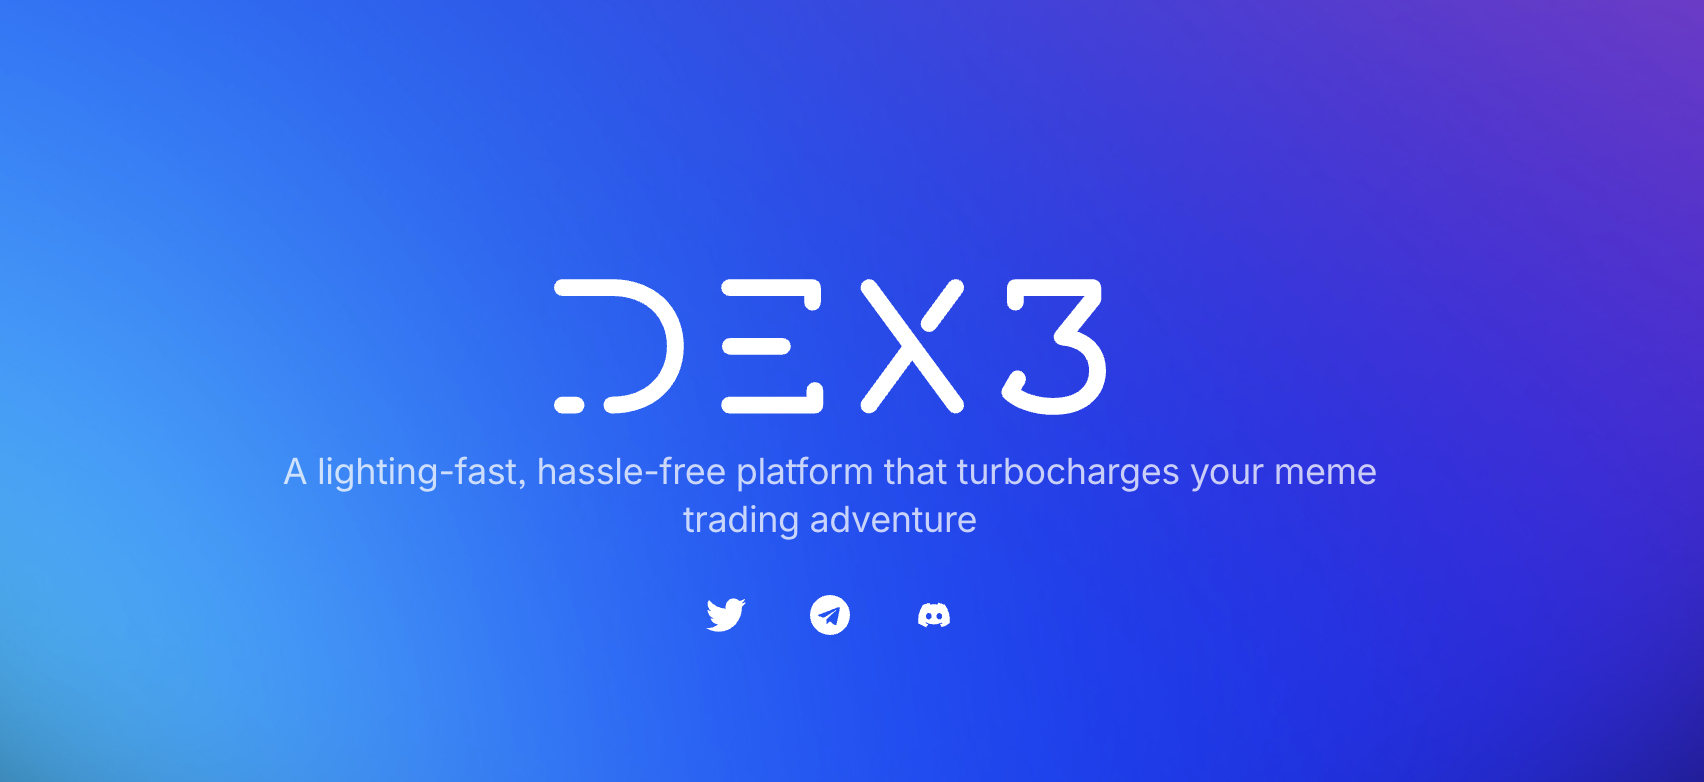 DEX3
A lighting-fast, hassle-free platform that turbocharges your meme
trading adventure